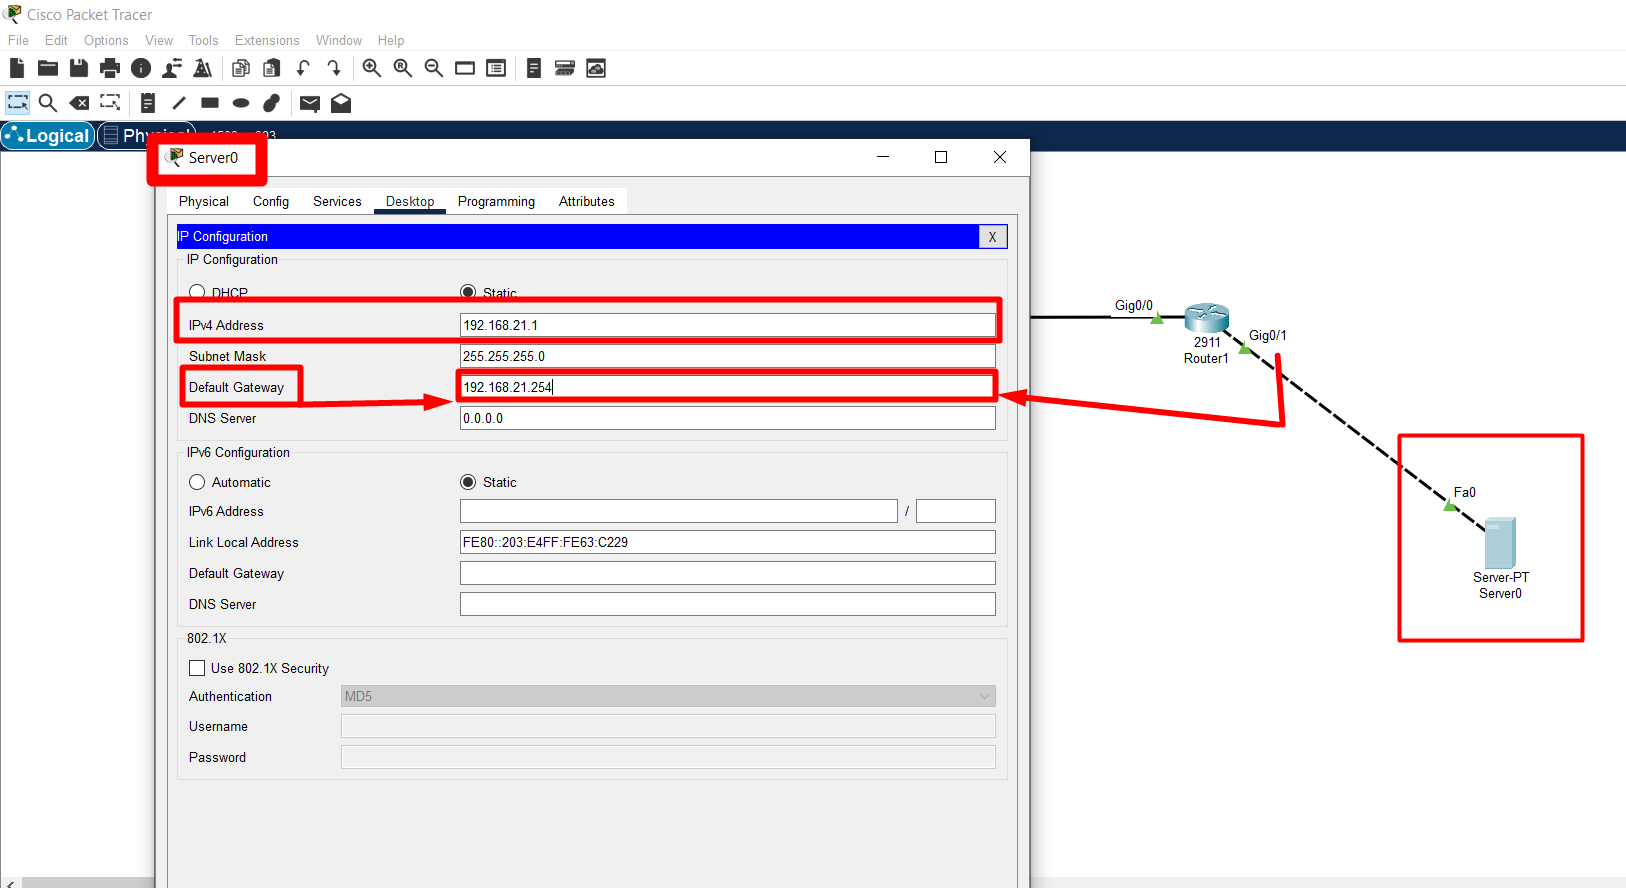 Cisco Packet Tracer
File Edit Options View Tools Extensions Window Help
Logical
Server0
Physical Config Services Desktop Programming Attributes
IP Configuration X
IP Configuration
DHCP Static
IPv4 Address 192.168.21.1
Subnet Mask 255.255.255.0
Default Gateway 192.168.21.254
DNS Server 0.0.0.0
IPv6 Configuration
Automatic Static
IPv6 Address /
Link Local Address FE80::203:E4FF:FE63:C229
Default Gateway
DNS Server
802.1X
Use 802.1X Security
Authentication MD5
Username
Password
Gig0/0
2911
Router1
Gig0/1
Fa0
Server-PT
Server0